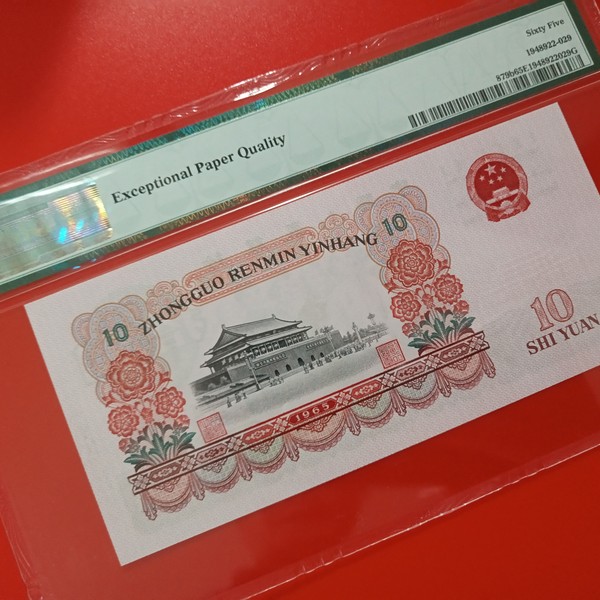 Sixty Five
1948922-029
879b65E1948922029G
Exceptional Paper Quality
ZHONGGUO RENMIN YINHANG
10
10
1965
10
SHI YUAN